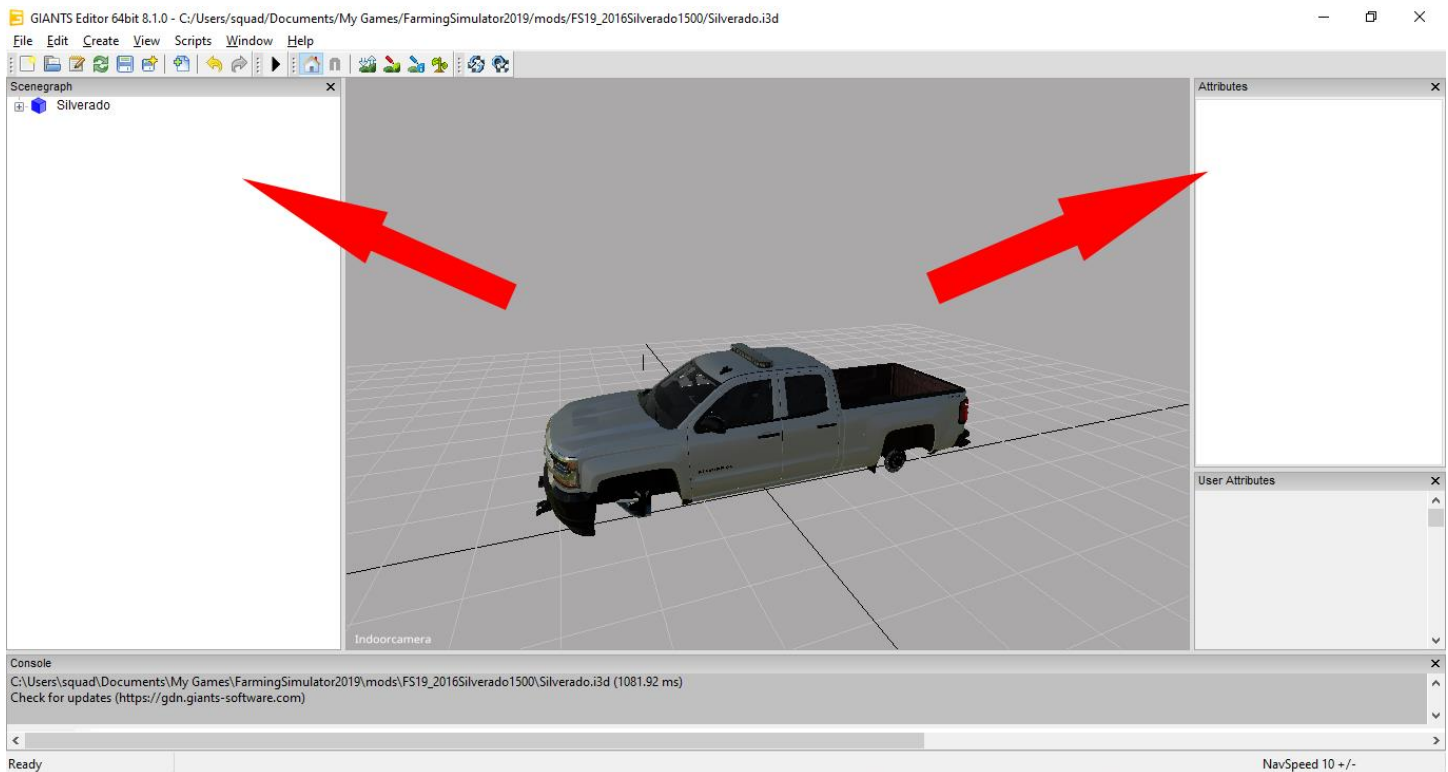 GIANTS Editor 64bit 8.1.0 - C:/Users/squad/Documents/My Games/FarmingSimulator2019/mods/FS19_2016Silverado1500/Silverado.i3d
File Edit Create View Scripts Window Help
Scenegraph
Attributes
Silverado
User Attributes
Indoorcamera
Console
C:\Users\squad\Documents\My Games\FarmingSimulator2019\mods\FS19_2016Silverado1500\Silverado.i3d (1081.92 ms)
Check for updates (https://gdn.giants-software.com)
Ready
NavSpeed 10 +/-